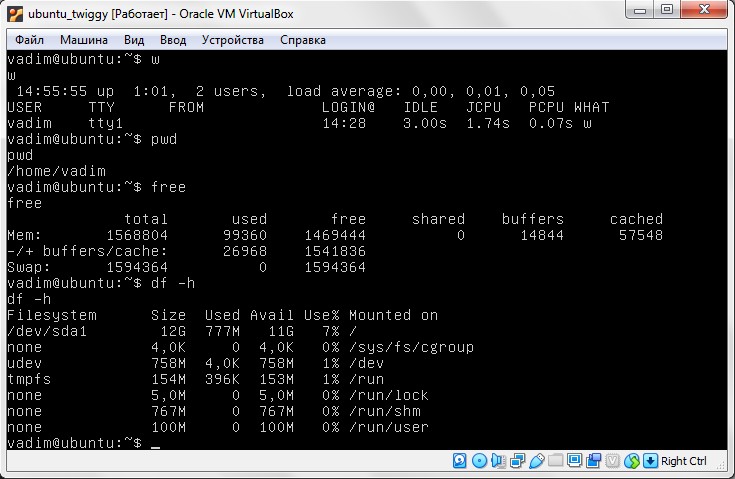 ubuntu_twiggy [Работает] - Oracle VM VirtualBox
Файл Машина Вид Ввод Устройства Справка
vadim@ubuntu:~$ w
w
 14:55:55 up  1:01,  2 users,  load average: 0,00, 0,01, 0,05
USER     TTY      FROM             LOGIN@   IDLE   JCPU   PCPU WHAT
vadim    tty1                      14:28    3.00s  1.74s  0.07s w
vadim@ubuntu:~$ pwd
pwd
/home/vadim
vadim@ubuntu:~$ free
free
             total       used       free     shared    buffers     cached
Mem:       1568804      99360    1469444          0      14844      57548
-/+ buffers/cache:      26968    1541836
Swap:      1594364          0    1594364
vadim@ubuntu:~$ df -h
df -h
Filesystem      Size  Used Avail Use% Mounted on
/dev/sda1        12G  777M   11G   7% /
none            4,0K     0  4,0K   0% /sys/fs/cgroup
udev            758M  4,0K  758M   1% /dev
tmpfs           154M  396K  153M   1% /run
none            5,0M     0  5,0M   0% /run/lock
none            767M     0  767M   0% /run/shm
none            100M     0  100M   0% /run/user
vadim@ubuntu:~$ _
Right Ctrl